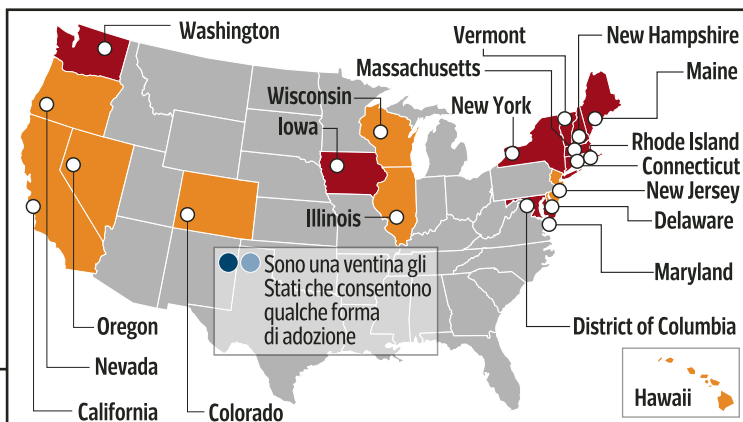 Washington
Vermont
New Hampshire
Massachusetts
Maine
Wisconsin
New York
Iowa
Rhode Island
Connecticut
New Jersey
Illinois
Delaware
Sono una ventina gli
Stati che consentono
qualche forma
di adozione
Maryland
Oregon
District of Columbia
Nevada
Hawaii
California
Colorado